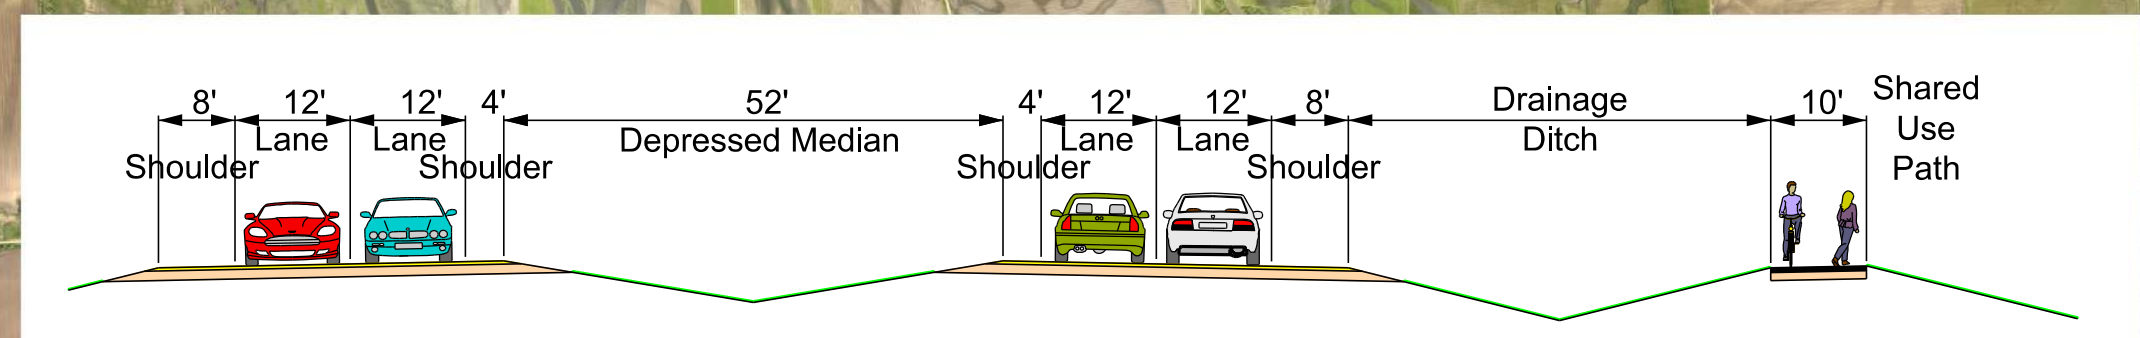 8' 12' 12' 4' 52' 4' 12' 12' 8' Drainage 10' Shared
Lane Lane Depressed Median Lane Lane Ditch Use
Shoulder Shoulder Shoulder Shoulder Path